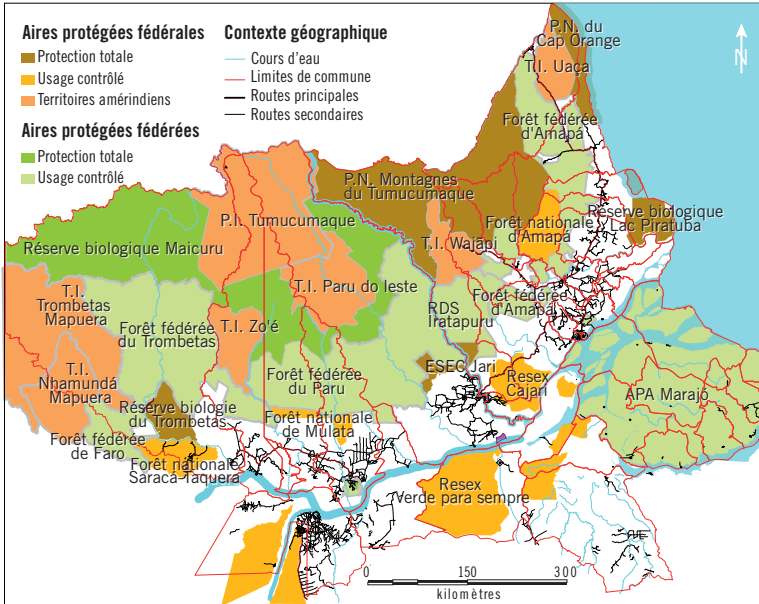 Aires protégées fédérales
Protection totale
Usage contrôlé
Territoires amérindiens
Aires protégées fédérées
Protection totale
Usage contrôlé
Contexte géographique
Cours d'eau
Limites de commune
Routes principales
Routes secondaires
N
P.N. du
Cap Orange
T.I. Uaça
Forêt fédérée
d'Amapá
P.N. Montagnes
du Tumucumaque
P.I. Tumucumaque
Forêt nationale
d'Amapá
Réserve biologique
Lac Piratuba
Réserve biologique Maicuru
T.I. Wajãpi
T.I. Paru do leste
T.I.
Trombetas
Mapuera
Forêt fédérée
du Trombetas
T.I. Zo'é
RDS
Iratapuru
Forêt fédérée
d'Amapá
T.I.
Nhamundá
Mapuera
Forêt fédérée
du Paru
ESEC Jari
Resex
Cajari
APA Marajó
Réserve biologie
du Trombetas
Forêt nationale
de Mulata
Forêt fédérée
de Faro
Forêt nationale
Saracá Taquera
Resex
Verde para sempre
0 150 300
kilomètres